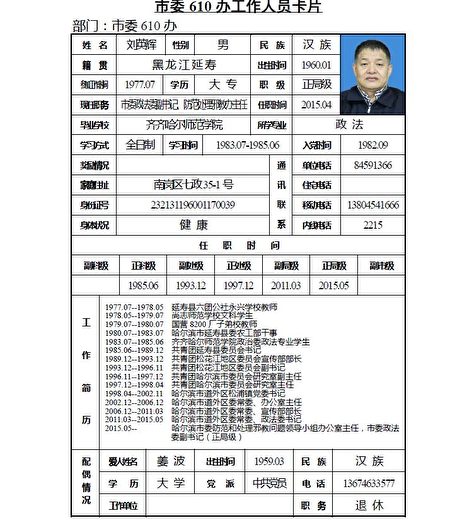 市委 610 办工作人员卡片
部门：市委 610 办
姓名 刘英辉 性别 男 民族 汉族
籍贯 黑龙江延寿 出生时间 1960.01
参加工作时间 1977.07 学历 大专 职级 正局级
现任职务 市委政法委副书记 防范处理邪教办主任 任职时间 2015.04
毕业学校 齐齐哈尔师范学院 所学专业 政法
学习方式 全日制 学习时间 1983.07-1985.06 入党时间 1982.09
奖惩情况 通讯联系 单位电话 84591366
家庭住址 南岗区七政35-1 号 住宅电话
身份证号 232131196001170039 移动电话 13804541666
身体状况 健康 内线电话 2215
任职时间
副科级 正科级 副处级 正处级 副局级 正局级 副部级
1985.06 1993.12 1997.12 2011.03 2015.05
工作简历
1977.07--1978.05 延寿县六团公社永兴学校教师
1978.05--1979.07 尚志师范学校文科学生
1979.07--1980.07 国营 8200 厂子弟校教师
1980.07--1983.07 哈尔滨市延寿县委农工部干事
1983.07--1985.06 齐齐哈尔师范学院政治委政法专业学生
1985.06--1989.12 共青团延寿县委员会书记
1989.12--1993.12 共青团松花江地区委员会宣传部部长
1993.12--1996.11 共青团松花江地区委员会副书记
1996.11--1997.12 共青团哈尔滨市委员会研究室副主任
1997.12--1998.04 共青团哈尔滨市委员会研究室主任
1998.04--2002.11 哈尔滨市道外区松浦镇党委书记
2002.12--2006.12 哈尔滨市道外区委常委、办公室主任
2006.12--2011.03 哈尔滨市道外区委常委、宣传部部长
2011.03--2015.05 哈尔滨市道外区委常委、政法委书记
2015.05-- 哈尔滨市委防范和处理邪教问题领导小组办公室主任，市委政法
委副书记（正局级）
配偶情况 爱人姓名 姜波 出生时间 1959.03 民族 汉族
学历 大学 党派 中共党员 电话 13674633577
工作单位 职务 退休